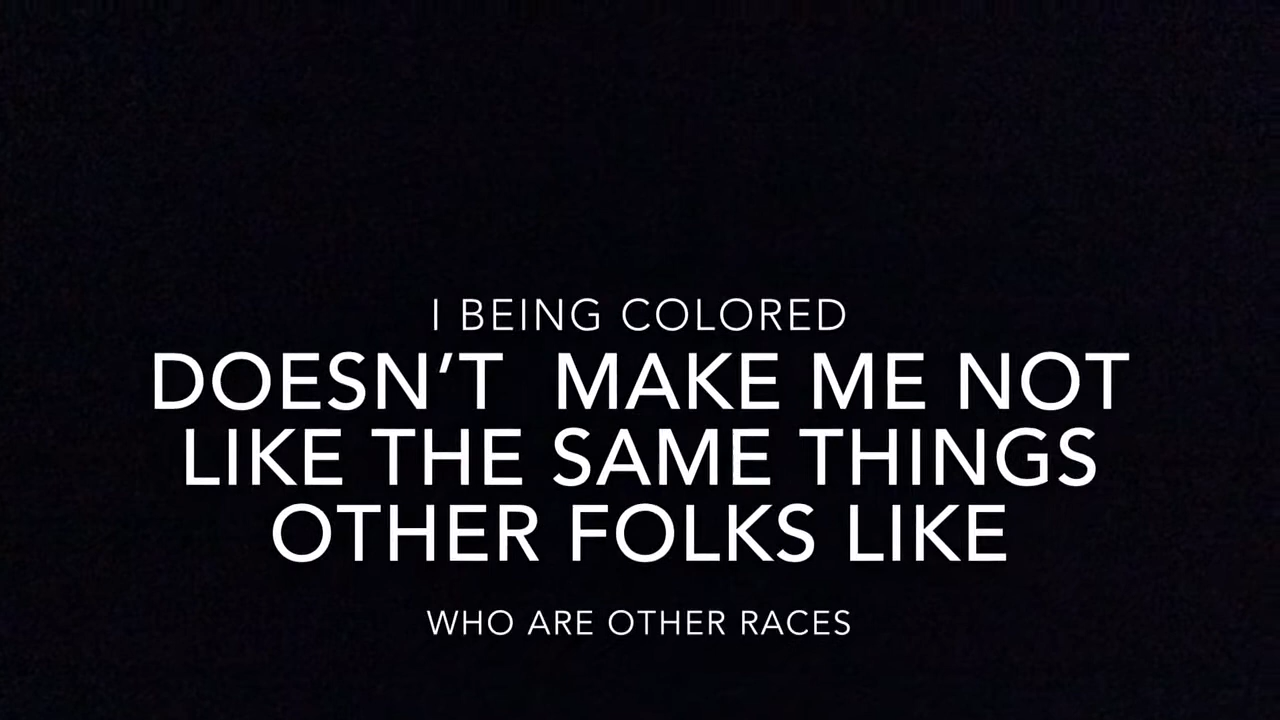 I BEING COLORED
DOESN’T  MAKE ME NOT
LIKE THE SAME THINGS
OTHER FOLKS LIKE
WHO ARE OTHER RACES